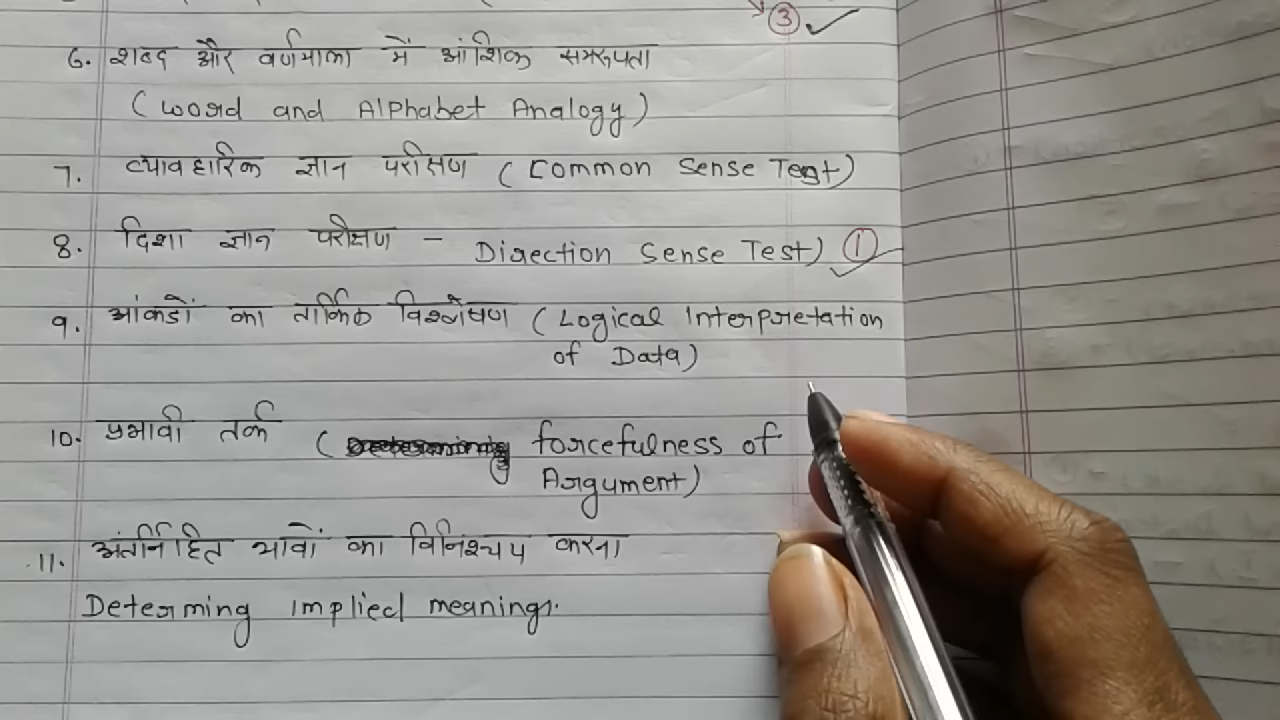 ③
6. शब्द और वर्णमाला में आंशिक समरूपता
(Word and Alphabet Analogy)
7. व्यावहारिक ज्ञान परीक्षण (Common Sense Test)
8. दिशा ज्ञान परीक्षण - Direction Sense Test) ①
9. आंकडों का तार्किक विश्लेषण (Logical Interpretation
of Data)
10. प्रभावी तर्क ( forcefulness of
Argument)
11. अंतर्निहित भावों का विनिश्चय करना
Determing implied meanings.